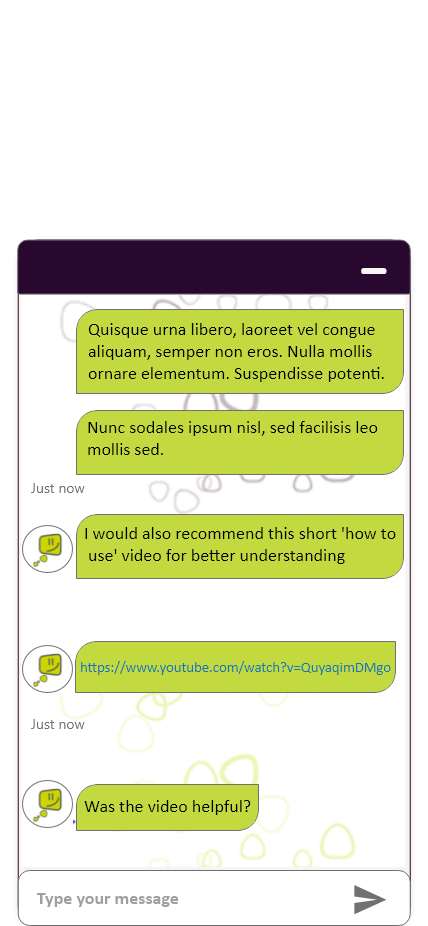 Quisque urna libero, laoreet vel congue
aliquam, semper non eros. Nulla mollis
ornare elementum. Suspendisse potenti.
Nunc sodales ipsum nisl, sed facilisis leo
mollis sed.
Just now
I would also recommend this short 'how to
use' video for better understanding
https://www.youtube.com/watch?v=QuyaqimDMgo
Just now
Was the video helpful?
Type your message